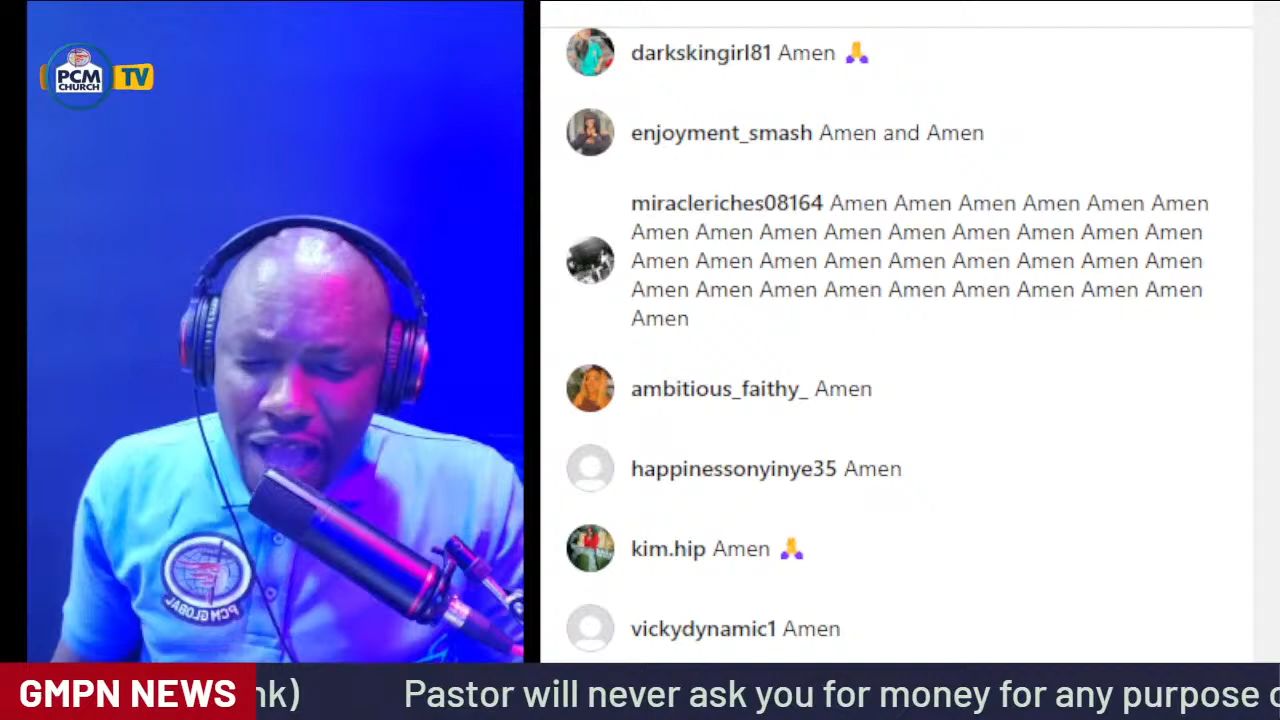 PCM
CHURCH
TV
PCM GLOBAL
darkskingirl81 Amen 🙏
enjoyment_smash Amen and Amen
miracleriches08164 Amen Amen Amen Amen Amen Amen
Amen Amen Amen Amen Amen Amen Amen Amen Amen
Amen Amen Amen Amen Amen Amen Amen Amen Amen
Amen Amen Amen Amen Amen Amen Amen Amen Amen
Amen
ambitious_faithy_ Amen
happinessonyinye35 Amen
kim.hip Amen 🙏
vickydynamic1 Amen
GMPN NEWS
nk) Pastor will never ask you for money for any purpose